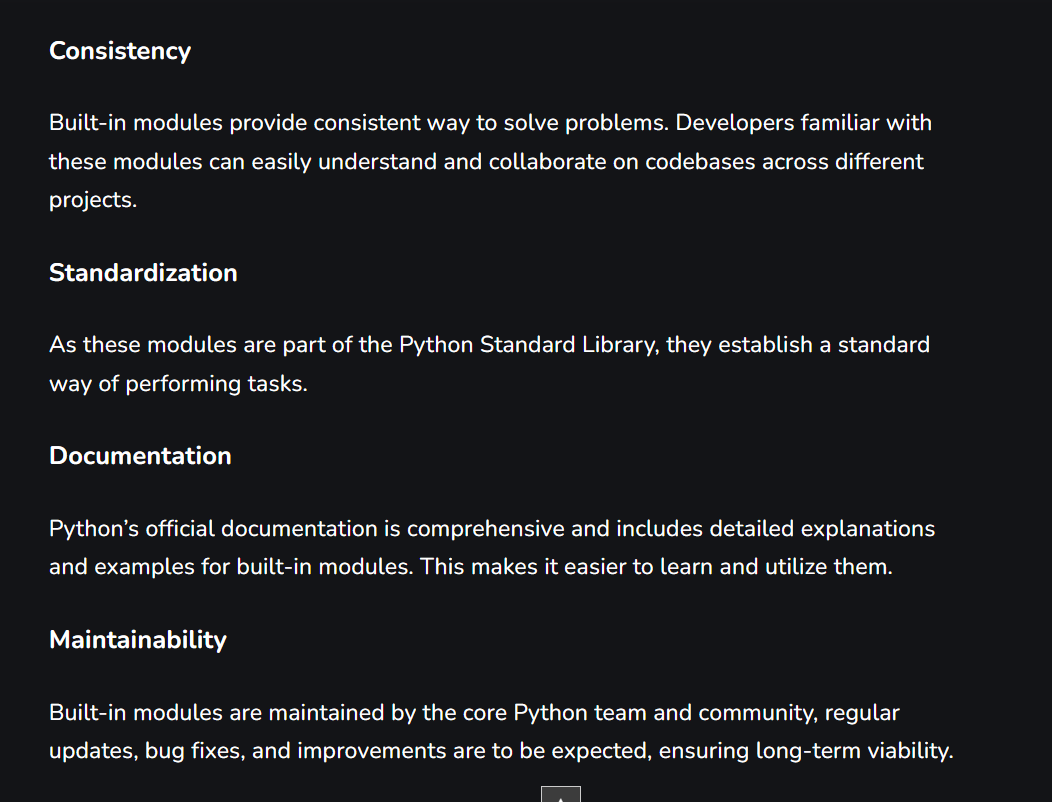 Consistency
Built-in modules provide consistent way to solve problems. Developers familiar with
these modules can easily understand and collaborate on codebases across different
projects.
Standardization
As these modules are part of the Python Standard Library, they establish a standard
way of performing tasks.
Documentation
Python’s official documentation is comprehensive and includes detailed explanations
and examples for built-in modules. This makes it easier to learn and utilize them.
Maintainability
Built-in modules are maintained by the core Python team and community, regular
updates, bug fixes, and improvements are to be expected, ensuring long-term viability.